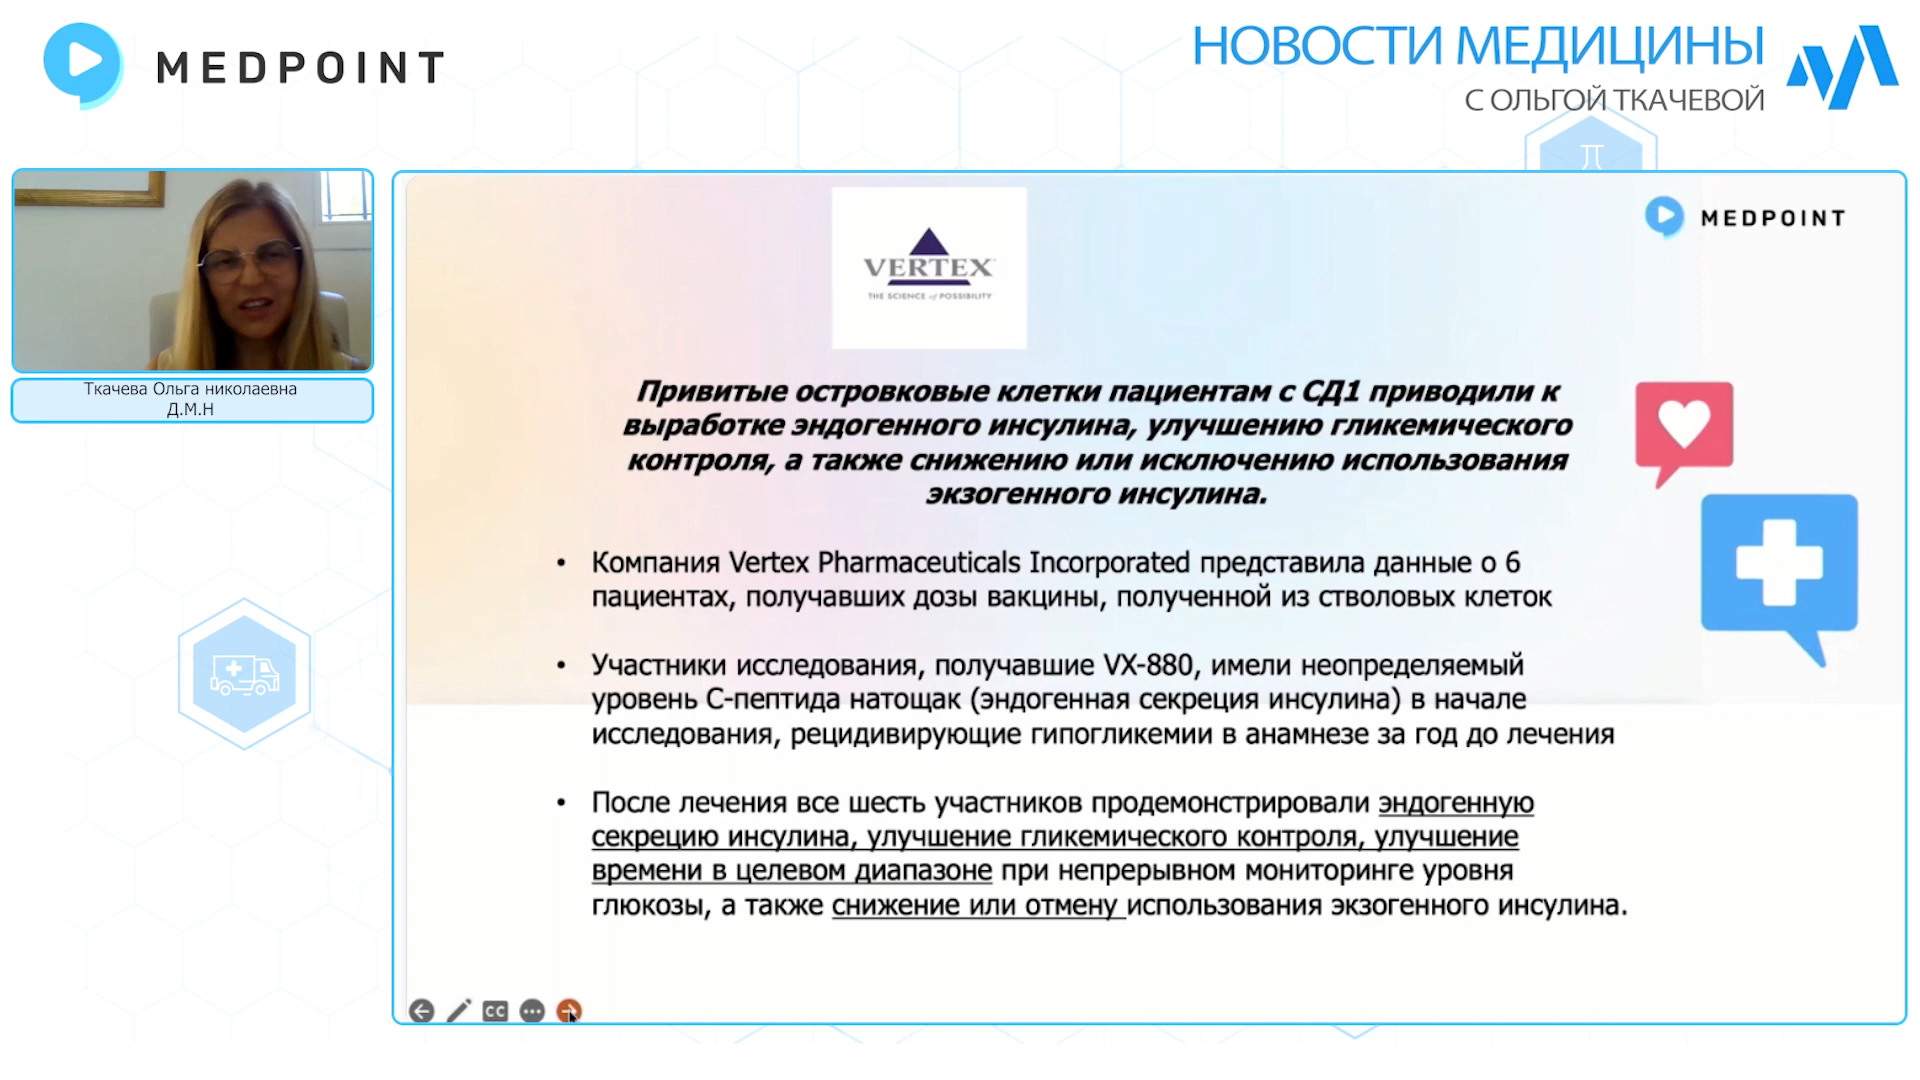 MEDPOINT
НОВОСТИ МЕДИЦИНЫ
С ОЛЬГОЙ ТКАЧЕВОЙ
Ткачева Ольга николаевна
Д.М.Н
VERTEX
THE SCIENCE of POSSIBILITY
MEDPOINT
Привитые островковые клетки пациентам с СД1 приводили к
выработке эндогенного инсулина, улучшению гликемического
контроля, а также снижению или исключению использования
экзогенного инсулина.
• Компания Vertex Pharmaceuticals Incorporated представила данные о 6
пациентах, получавших дозы вакцины, полученной из стволовых клеток
• Участники исследования, получавшие VX-880, имели неопределяемый
уровень С-пептида натощак (эндогенная секреция инсулина) в начале
исследования, рецидивирующие гипогликемии в анамнезе за год до лечения
• После лечения все шесть участников продемонстрировали эндогенную
секрецию инсулина, улучшение гликемического контроля, улучшение
времени в целевом диапазоне при непрерывном мониторинге уровня
глюкозы, а также снижение или отмену использования экзогенного инсулина.
CC